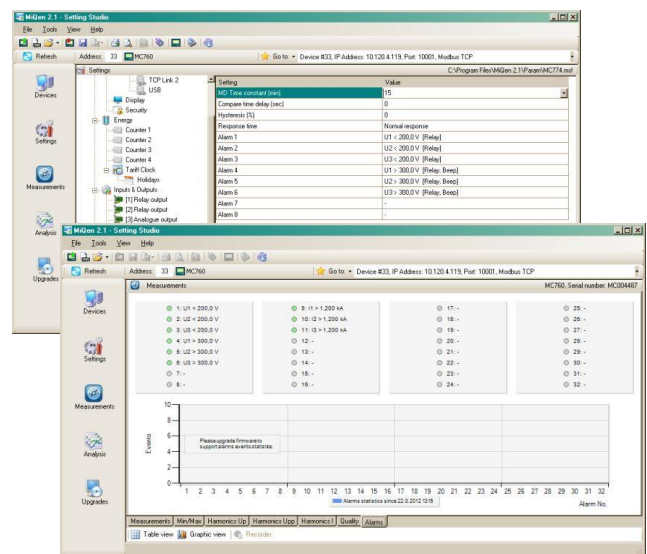 MiQen 2.1 - Setting Studio
File Tools View Help
Refresh Address: 33 MC760 Go to: Device #33, IP Address: 10.120.4.119, Port: 10001, Modbus TCP
Settings C:\Program Files\MiQen 2.1\Param\MC774.msf
Devices
Settings
Measurements
Analysis
Upgrades
TCP Link 2
USB
Display
Security
Energy
Counter 1
Counter 2
Counter 3
Counter 4
Tariff Clock
Holidays
Inputs & Outputs
[1] Relay output
[2] Relay output
[3] Analogue output
Setting Value
MD Time constant (min) 15
Compare time delay (sec) 0
Hysteresis (%) 0
Response time Normal response
Alarm 1 U1 < 200,0 V [Relay]
Alarm 2 U2 < 200,0 V [Relay]
Alarm 3 U3 < 200,0 V [Relay]
Alarm 4 U1 > 300,0 V [Relay, Beep]
Alarm 5 U2 > 300,0 V [Relay, Beep]
Alarm 6 U3 > 300,0 V [Relay, Beep]
Alarm 7 -
Alarm 8 -
MiQen 2.1 - Setting Studio
File Tools View Help
Refresh Address: 33 MC760 Go to: Device #33, IP Address: 10.120.4.119, Port: 10001, Modbus TCP
Measurements MC760, Serial number: MC004487
Devices
Settings
Measurements
Analysis
Upgrades
1: U1 < 200,0 V 9: I1 > 1,200 kA 17: - 25: -
2: U2 < 200,0 V 10: I2 > 1,200 kA 18: - 26: -
3: U3 < 200,0 V 11: I3 > 1,200 kA 19: - 27: -
4: U1 > 300,0 V 12: - 20: - 28: -
5: U2 > 300,0 V 13: - 21: - 29: -
6: U3 > 300,0 V 14: - 22: - 30: -
7: - 15: - 23: - 31: -
8: - 16: - 24: - 32: -
10
8
6
4
2
Events
Please upgrade firmware to
support alarms events statistics.
1 2 3 4 5 6 7 8 9 10 11 12 13 14 15 16 17 18 19 20 21 22 23 24 25 26 27 28 29 30 31 32
Alarms statistics since 22.8.2012 13:15
Alarm No.
Measurements Min/Max Harmonics Up Harmonics Upp Harmonics I Quality Alarms
Table view Graphic view Recorder